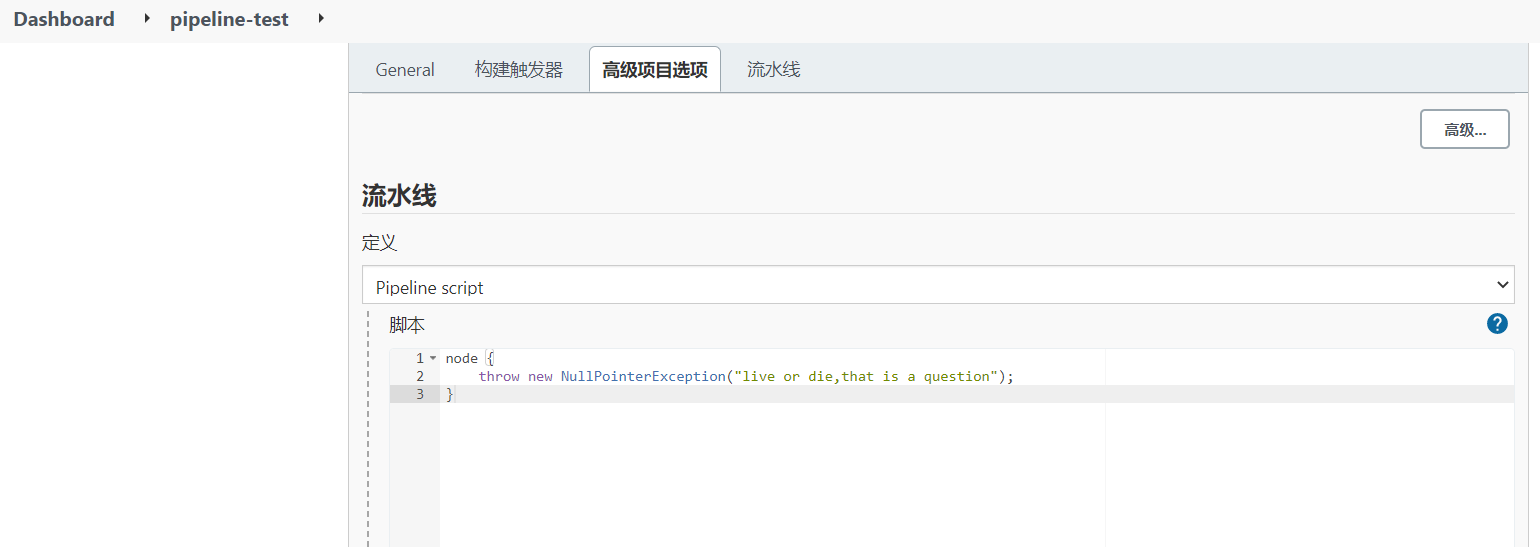 Dashboard pipeline-test
General 构建触发器 高级项目选项 流水线
高级...
流水线
定义
Pipeline script
脚本
?
1 node {
2 throw new NullPointerException("live or die,that is a question");
3 }